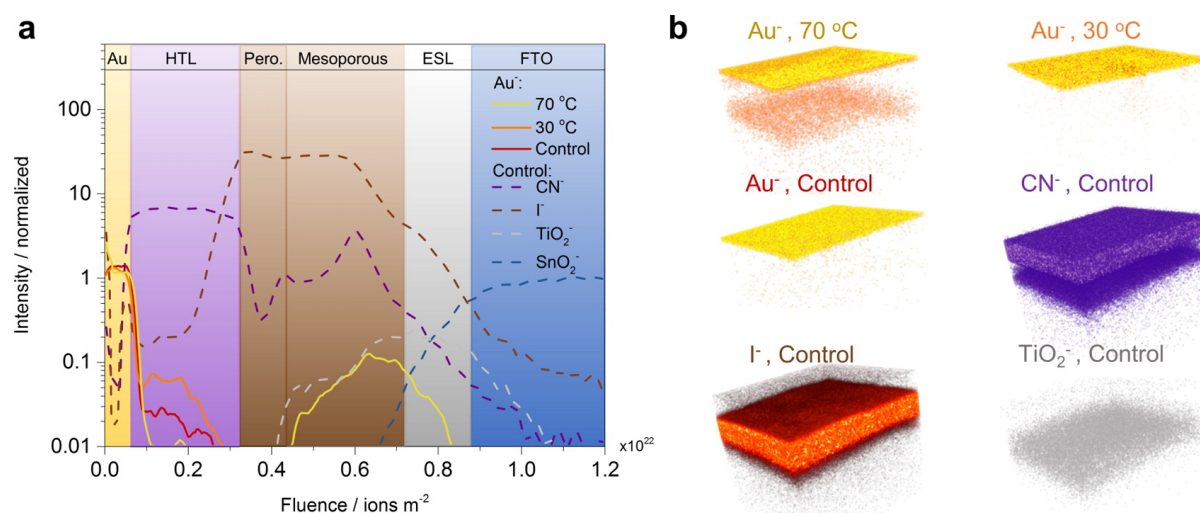 a
Au HTL Pero. Mesoporous ESL FTO
Au⁻:
70 °C
30 °C
Control
Control:
CN⁻
I⁻
TiO₂⁻
SnO₂⁻
100
10
1
0.1
0.01
Intensity / normalized
0.0 0.2 0.4 0.6 0.8 1.0 1.2
x10²²
Fluence / ions m⁻²
b
Au⁻, 70 °C
Au⁻, 30 °C
Au⁻, Control
CN⁻, Control
I⁻, Control
TiO₂⁻, Control